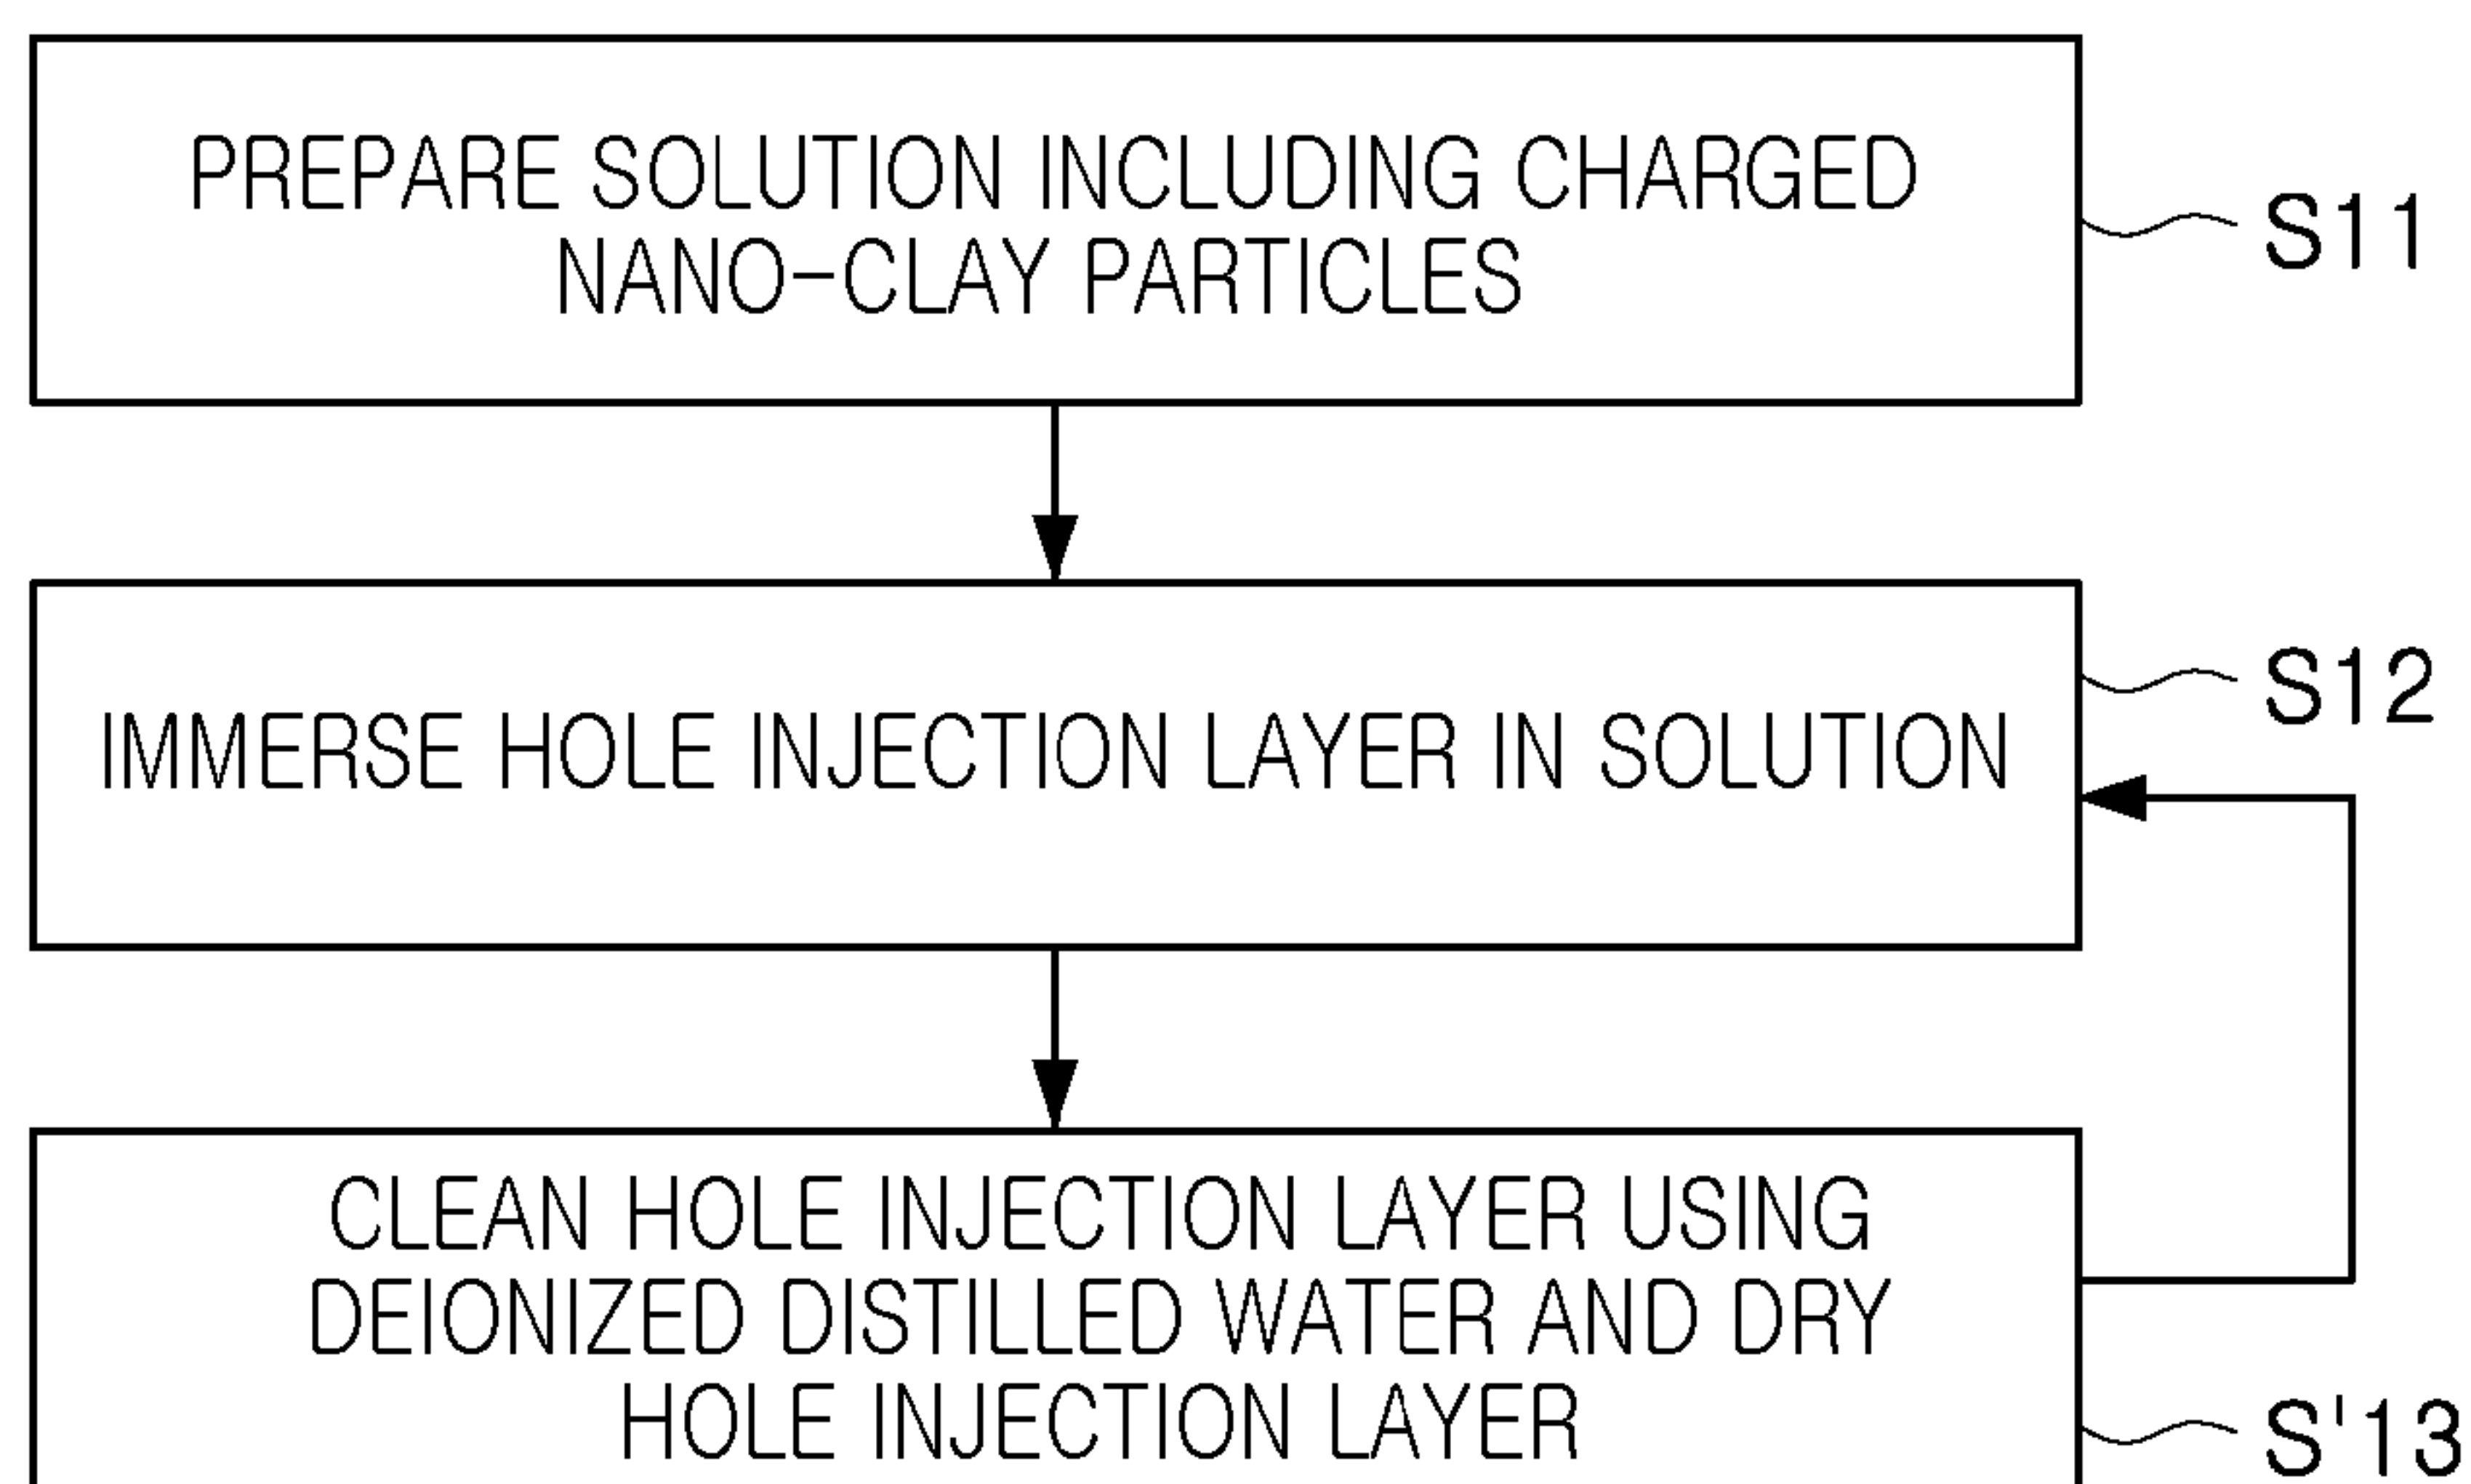 PREPARE SOLUTION INCLUDING CHARGED
NANO-CLAY PARTICLES
S11
IMMERSE HOLE INJECTION LAYER IN SOLUTION
S12
CLEAN HOLE INJECTION LAYER USING
DEIONIZED DISTILLED WATER AND DRY
HOLE INJECTION LAYER
S'13